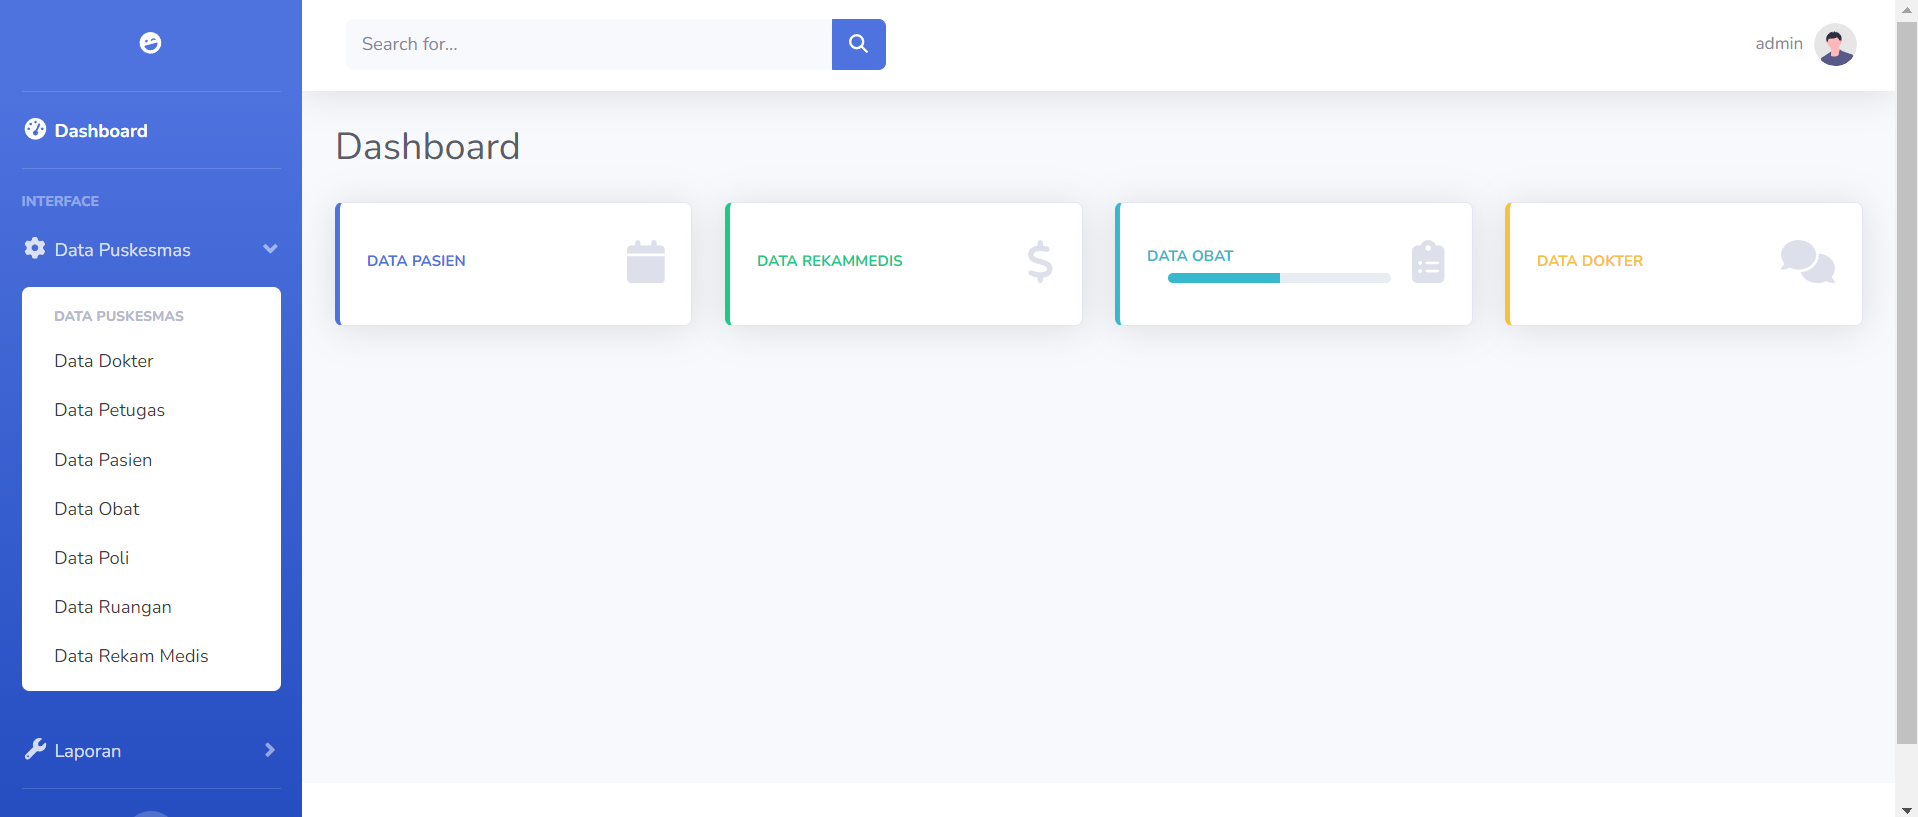 Search for...
admin
Dashboard
INTERFACE
Data Puskesmas
DATA PUSKESMAS
Data Dokter
Data Petugas
Data Pasien
Data Obat
Data Poli
Data Ruangan
Data Rekam Medis
Laporan
Dashboard
DATA PASIEN
DATA REKAMMEDIS
DATA OBAT
DATA DOKTER